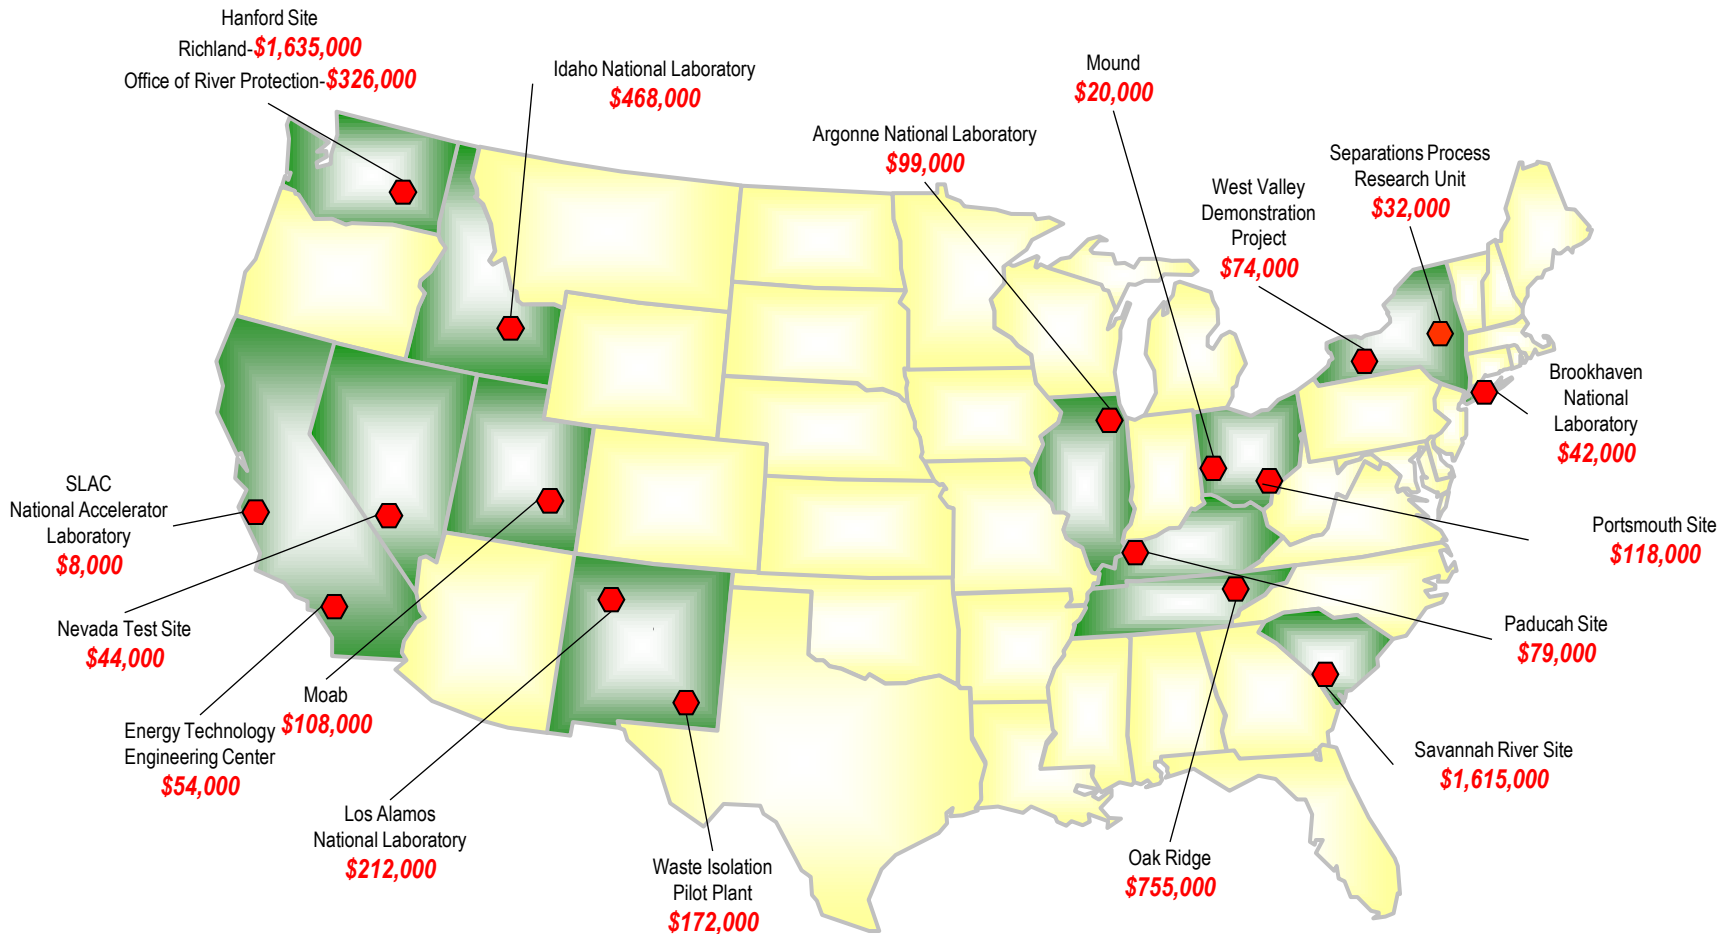 Hanford Site
Richland-$1,635,000
Office of River Protection-$326,000
Idaho National Laboratory
$468,000
Mound
$20,000
Argonne National Laboratory
$99,000
Separations Process
Research Unit
$32,000
West Valley
Demonstration
Project
$74,000
Brookhaven
National
Laboratory
$42,000
SLAC
National Accelerator
Laboratory
$8,000
Portsmouth Site
$118,000
Nevada Test Site
$44,000
Paducah Site
$79,000
Moab
$108,000
Energy Technology
Engineering Center
$54,000
Savannah River Site
$1,615,000
Los Alamos
National Laboratory
$212,000
Waste Isolation
Pilot Plant
$172,000
Oak Ridge
$755,000